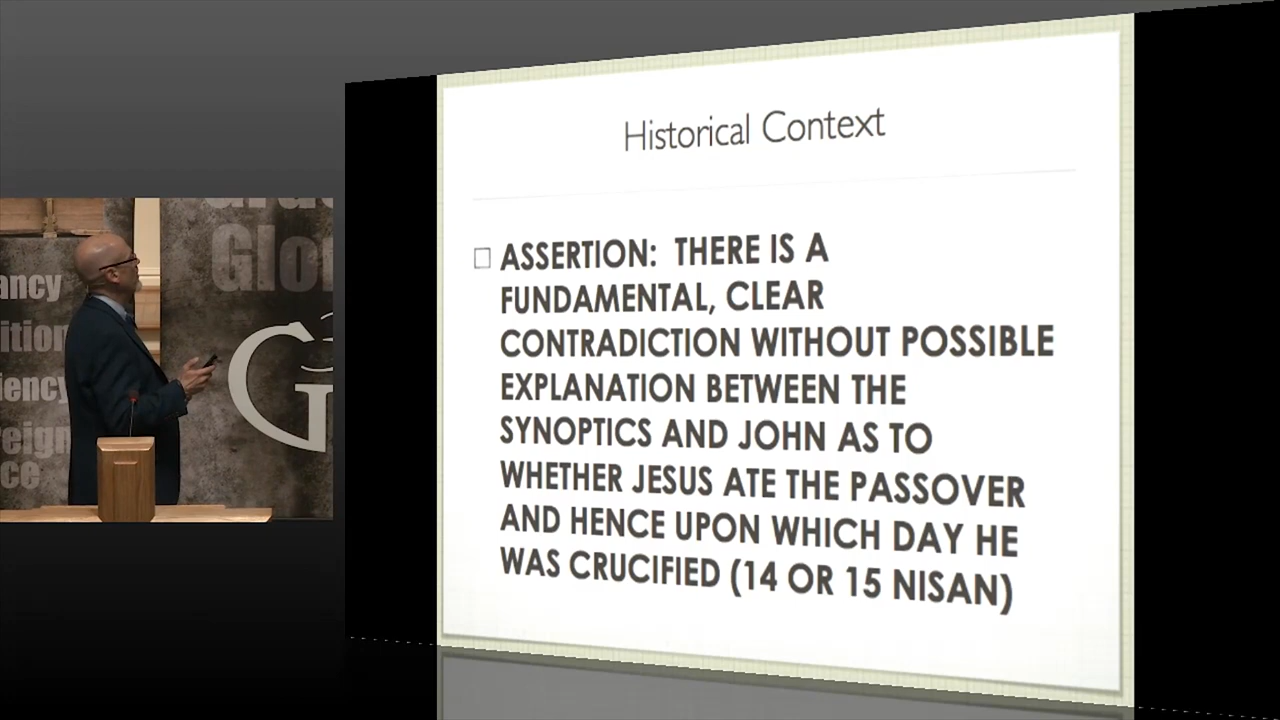 Historical Context
ASSERTION: THERE IS A
FUNDAMENTAL, CLEAR
CONTRADICTION WITHOUT POSSIBLE
EXPLANATION BETWEEN THE
SYNOPTICS AND JOHN AS TO
WHETHER JESUS ATE THE PASSOVER
AND HENCE UPON WHICH DAY HE
WAS CRUCIFIED (14 OR 15 NISAN)
ancy
ition
iency
reign
ce
Glo
G3